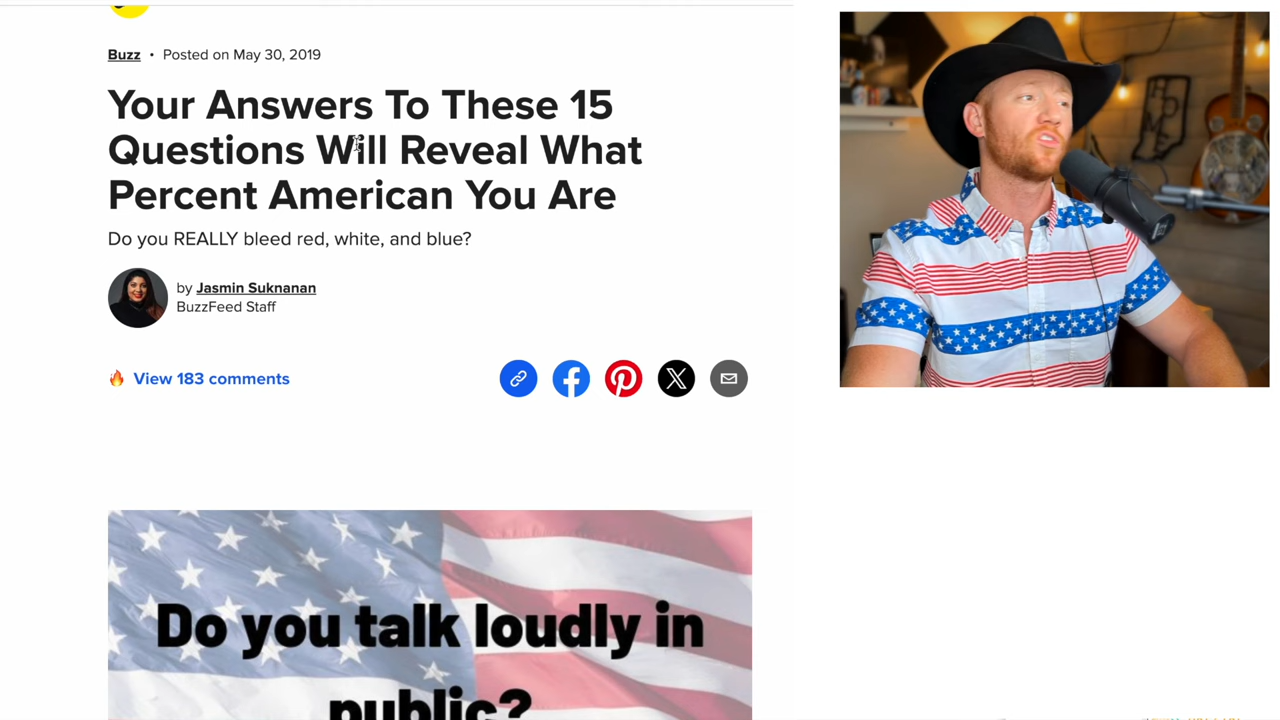 Buzz • Posted on May 30, 2019
Your Answers To These 15
Questions Will Reveal What
Percent American You Are
Do you REALLY bleed red, white, and blue?
by Jasmin Suknanan
BuzzFeed Staff
View 183 comments
Do you talk loudly in
public?